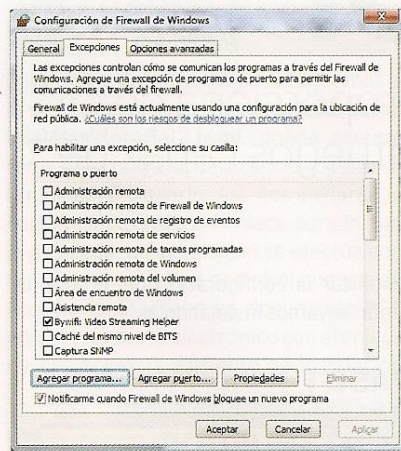 Configuración de Firewall de Windows
General Excepciones Opciones avanzadas
Las excepciones controlan cómo se comunican los programas a través del Firewall de
Windows. Agregue una excepción de programa o de puerto para permitir las
comunicaciones a través del firewall.
Firewall de Windows está actualmente usando una configuración para la ubicación de
red pública. ¿Cuáles son los riesgos de desbloquear un programa?
Para habilitar una excepción, seleccione su casilla:
Programa o puerto
Administración remota
Administración remota de Firewall de Windows
Administración remota de registro de eventos
Administración remota de servicios
Administración remota de tareas programadas
Administración remota de Windows
Administración remota del volumen
Área de encuentro de Windows
Asistencia remota
Bywifi: Video Streaming Helper
Caché del mismo nivel de BITS
Captura SNMP
Agregar programa... Agregar puerto... Propiedades Eliminar
Notificarme cuando Firewall de Windows bloquee un nuevo programa
Aceptar Cancelar Aplicar